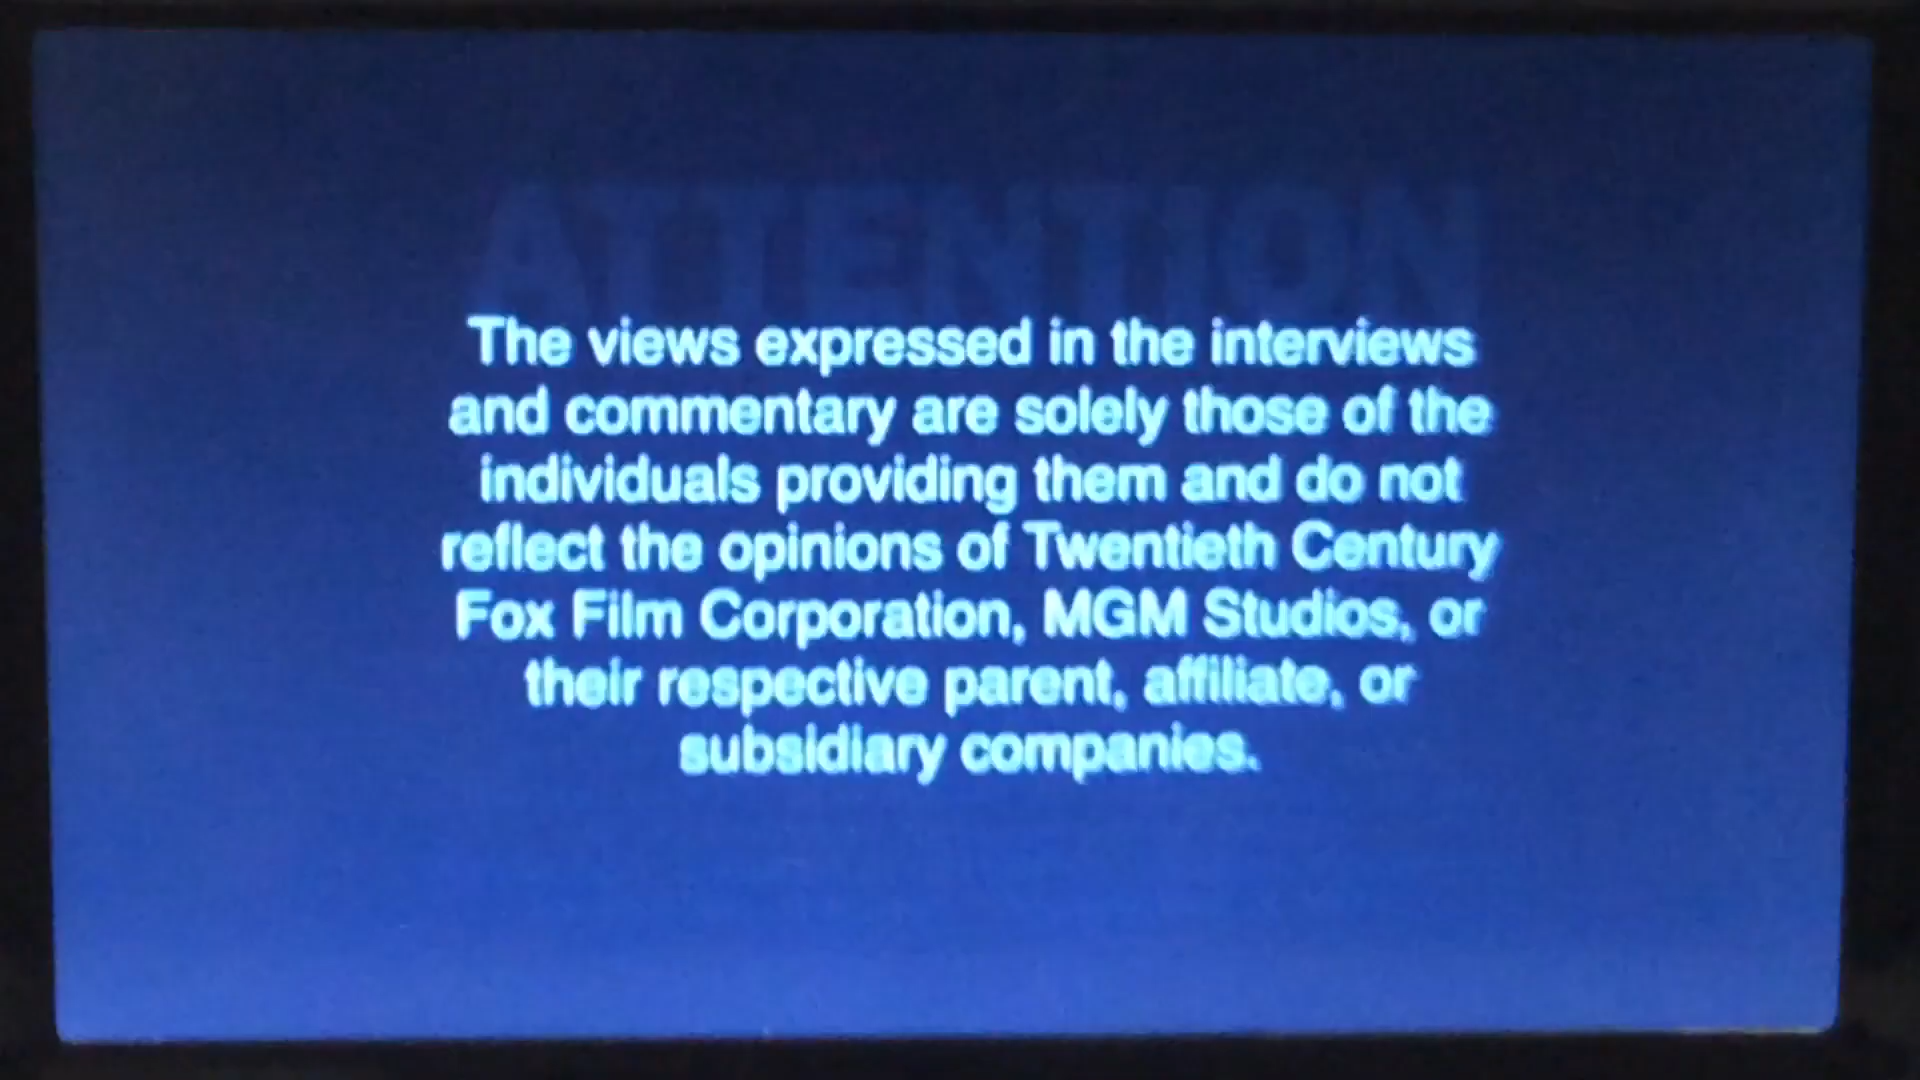 ATTENTION
The views expressed in the interviews
and commentary are solely those of the
individuals providing them and do not
reflect the opinions of Twentieth Century
Fox Film Corporation, MGM Studios, or
their respective parent, affiliate, or
subsidiary companies.